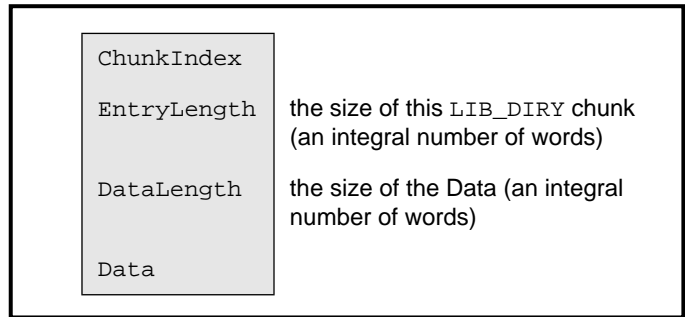 ChunkIndex
EntryLength the size of this LIB_DIRY chunk
(an integral number of words)
DataLength the size of the Data (an integral
number of words)
Data